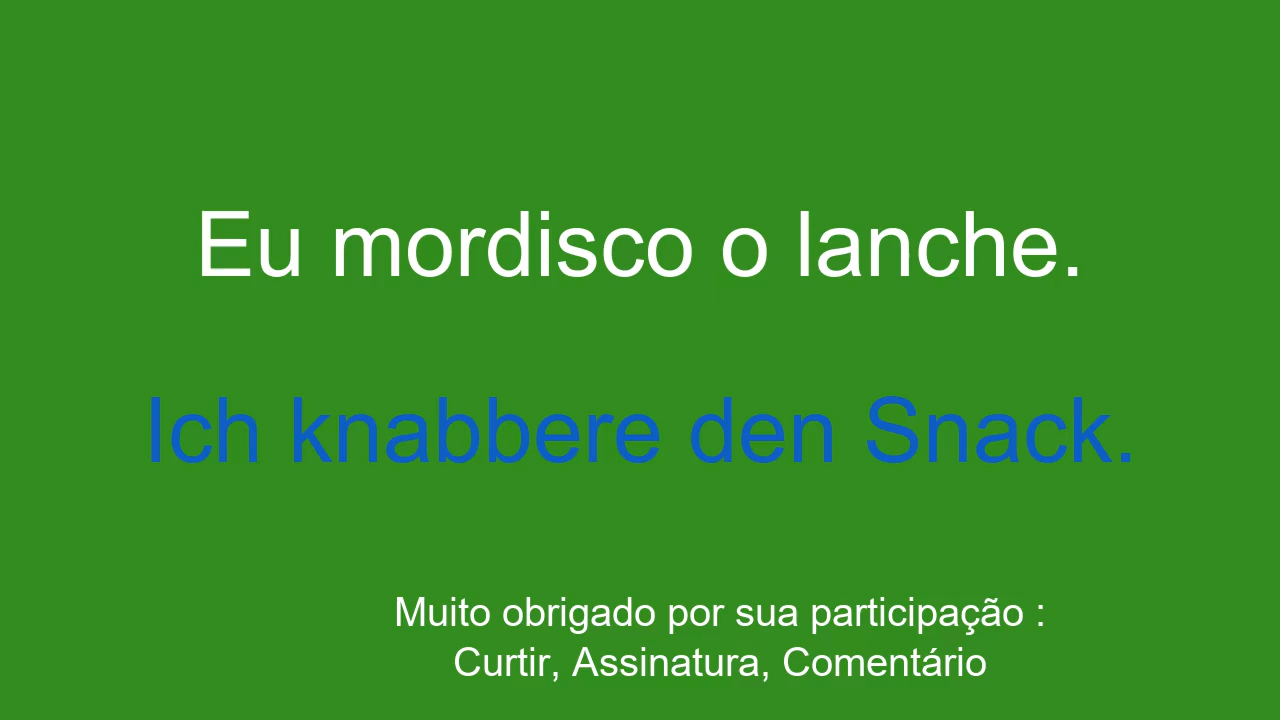 Eu mordisco o lanche.
Ich knabbere den Snack.
Muito obrigado por sua participação :
Curtir, Assinatura, Comentário